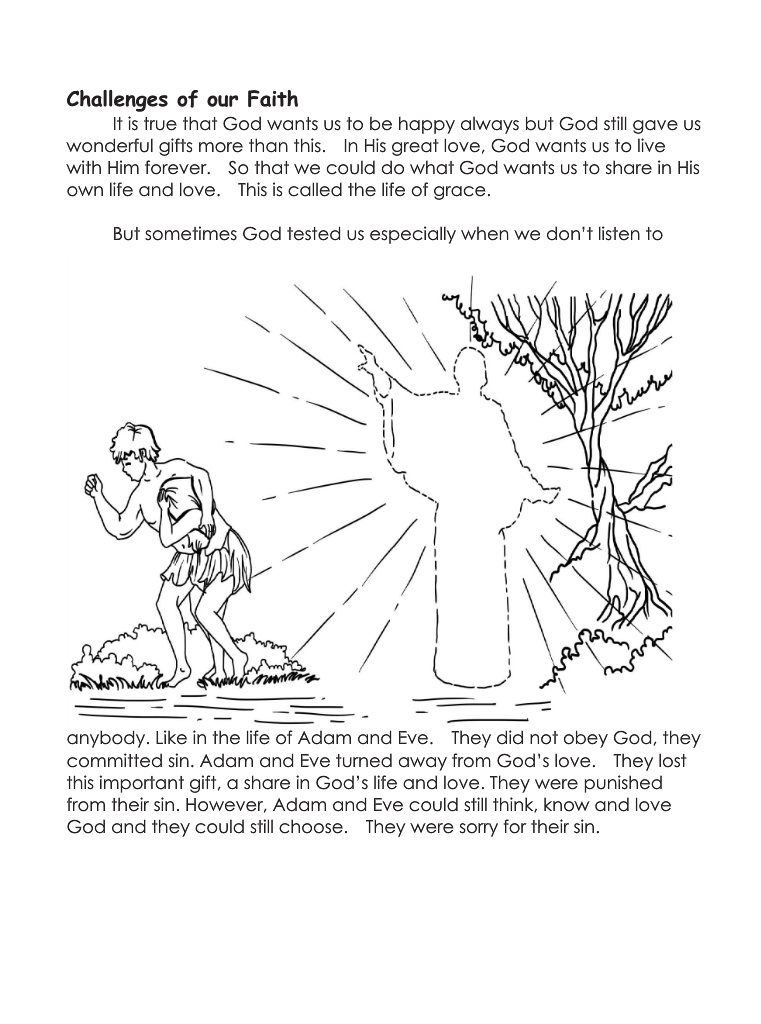 Challenges of our Faith
It is true that God wants us to be happy always but God still gave us
wonderful gifts more than this. In His great love, God wants us to live
with Him forever. So that we could do what God wants us to share in His
own life and love. This is called the life of grace.
But sometimes God tested us especially when we don't listen to
anybody. Like in the life of Adam and Eve. They did not obey God, they
committed sin. Adam and Eve turned away from God's love. They lost
this important gift, a share in God's life and love. They were punished
from their sin. However, Adam and Eve could still think, know and love
God and they could still choose. They were sorry for their sin.